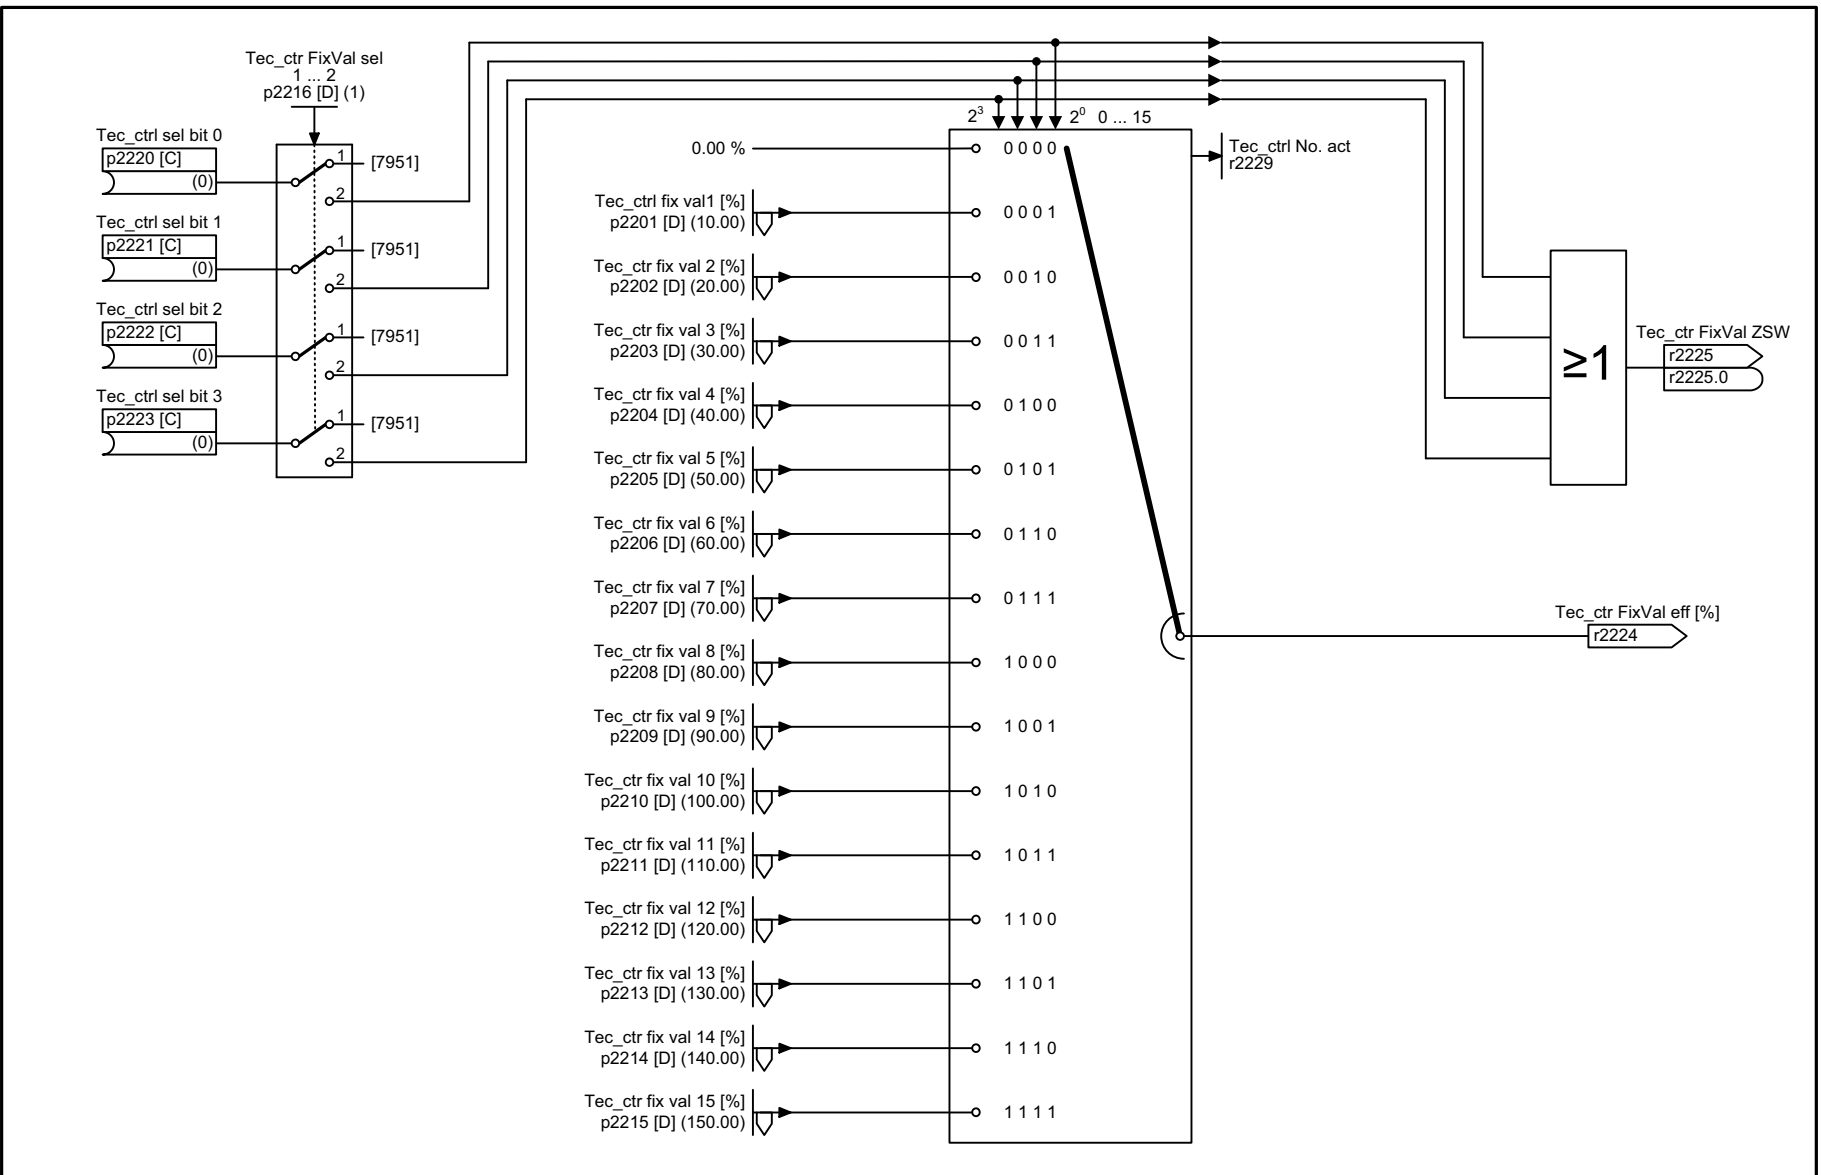 Tec_ctr FixVal sel
1 ... 2
p2216 [D] (1)
Tec_ctrl sel bit 0
p2220 [C]
(0)
1
[7951]
2
Tec_ctrl sel bit 1
p2221 [C]
(0)
1
[7951]
2
Tec_ctrl sel bit 2
p2222 [C]
(0)
1
[7951]
2
Tec_ctrl sel bit 3
p2223 [C]
(0)
1
[7951]
2
2³ 2⁰ 0 ... 15
0.00 % 0 0 0 0
Tec_ctrl No. act
r2229
Tec_ctrl fix val1 [%]
p2201 [D] (10.00)
0 0 0 1
Tec_ctr fix val 2 [%]
p2202 [D] (20.00)
0 0 1 0
Tec_ctr fix val 3 [%]
p2203 [D] (30.00)
0 0 1 1
Tec_ctr fix val 4 [%]
p2204 [D] (40.00)
0 1 0 0
Tec_ctr fix val 5 [%]
p2205 [D] (50.00)
0 1 0 1
Tec_ctr fix val 6 [%]
p2206 [D] (60.00)
0 1 1 0
Tec_ctr fix val 7 [%]
p2207 [D] (70.00)
0 1 1 1
Tec_ctr fix val 8 [%]
p2208 [D] (80.00)
1 0 0 0
Tec_ctr fix val 9 [%]
p2209 [D] (90.00)
1 0 0 1
Tec_ctr fix val 10 [%]
p2210 [D] (100.00)
1 0 1 0
Tec_ctr fix val 11 [%]
p2211 [D] (110.00)
1 0 1 1
Tec_ctr fix val 12 [%]
p2212 [D] (120.00)
1 1 0 0
Tec_ctr fix val 13 [%]
p2213 [D] (130.00)
1 1 0 1
Tec_ctr fix val 14 [%]
p2214 [D] (140.00)
1 1 1 0
Tec_ctr fix val 15 [%]
p2215 [D] (150.00)
1 1 1 1
≥1
Tec_ctr FixVal ZSW
r2225
r2225.0
Tec_ctr FixVal eff [%]
r2224